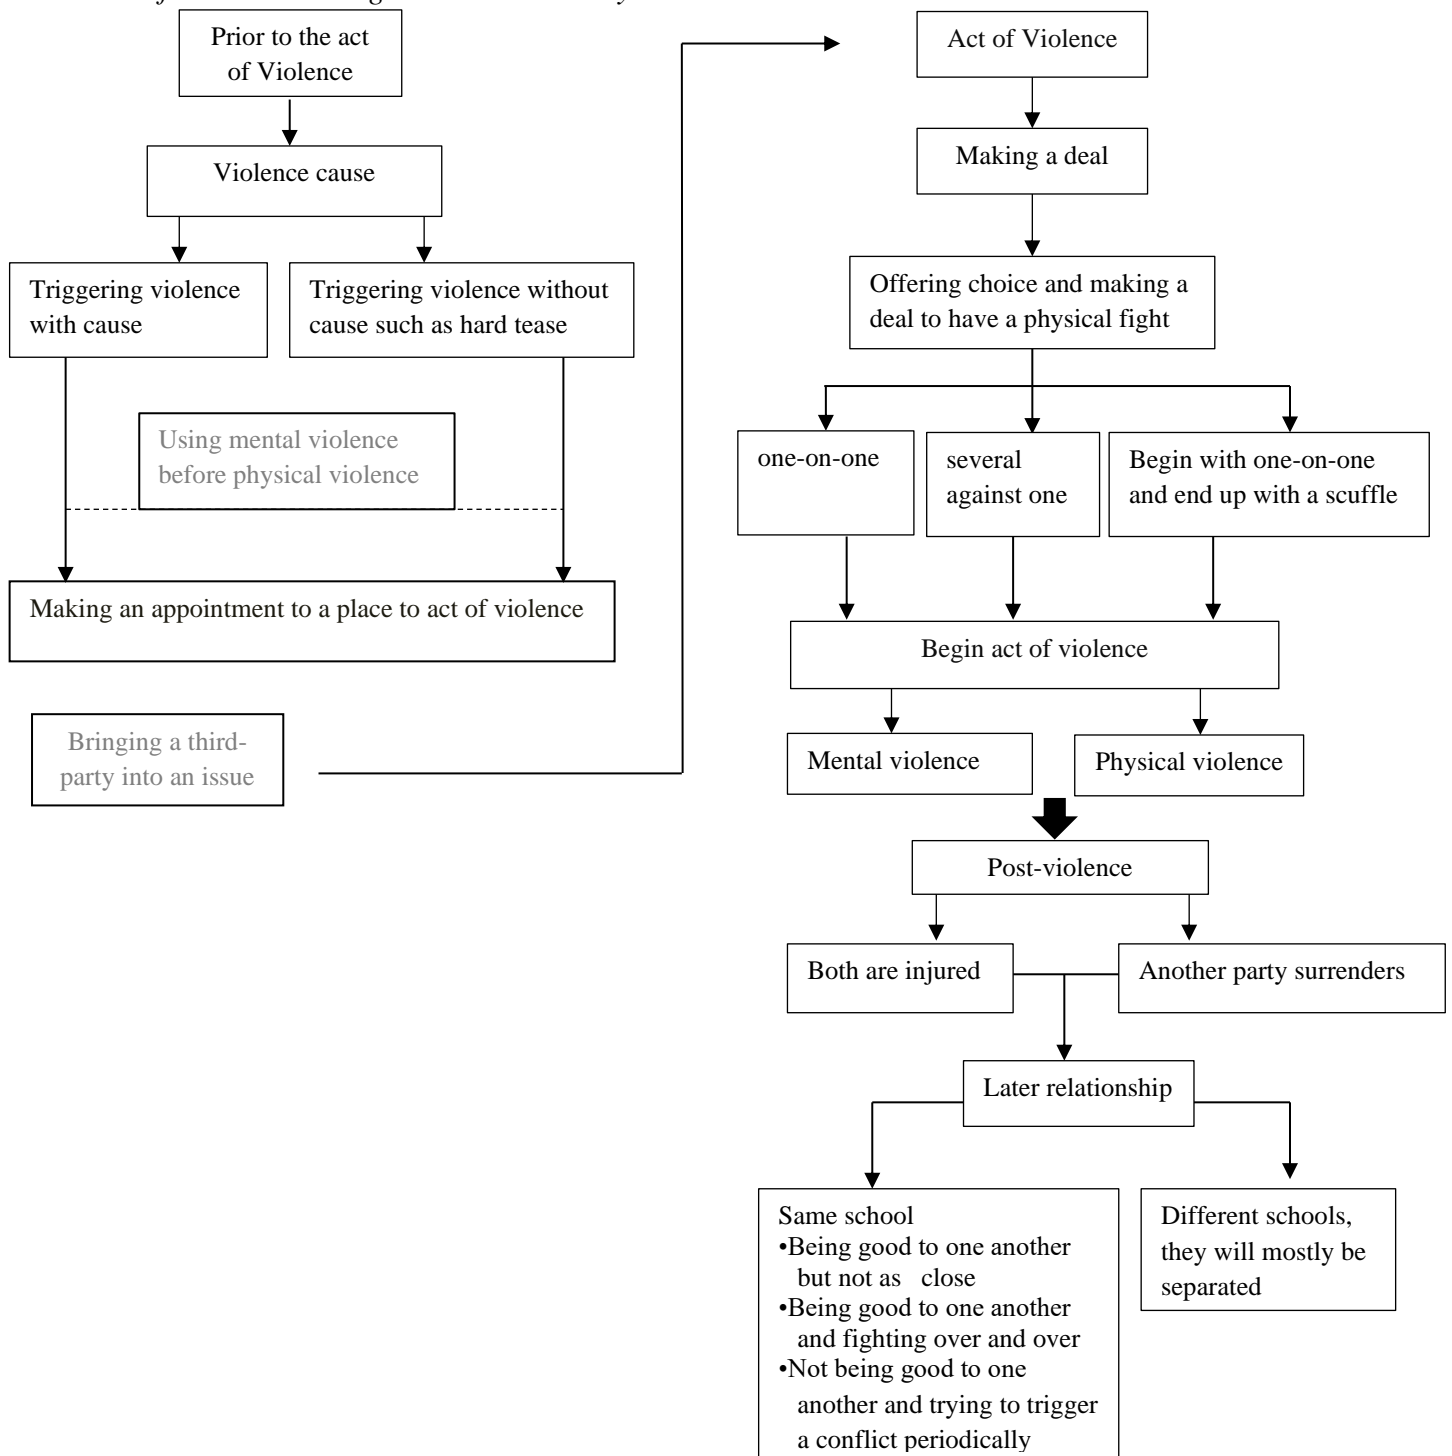 Prior to the act
of Violence
Violence cause
Triggering violence
with cause
Triggering violence without
cause such as hard tease
Using mental violence
before physical violence
Making an appointment to a place to act of violence
Bringing a third-
party into an issue
Act of Violence
Making a deal
Offering choice and making a
deal to have a physical fight
one-on-one
several
against one
Begin with one-on-one
and end up with a scuffle
Begin act of violence
Mental violence
Physical violence
Post-violence
Both are injured
Another party surrenders
Later relationship
Same school
•Being good to one another
but not as close
•Being good to one another
and fighting over and over
•Not being good to one
another and trying to trigger
a conflict periodically
Different schools,
they will mostly be
separated